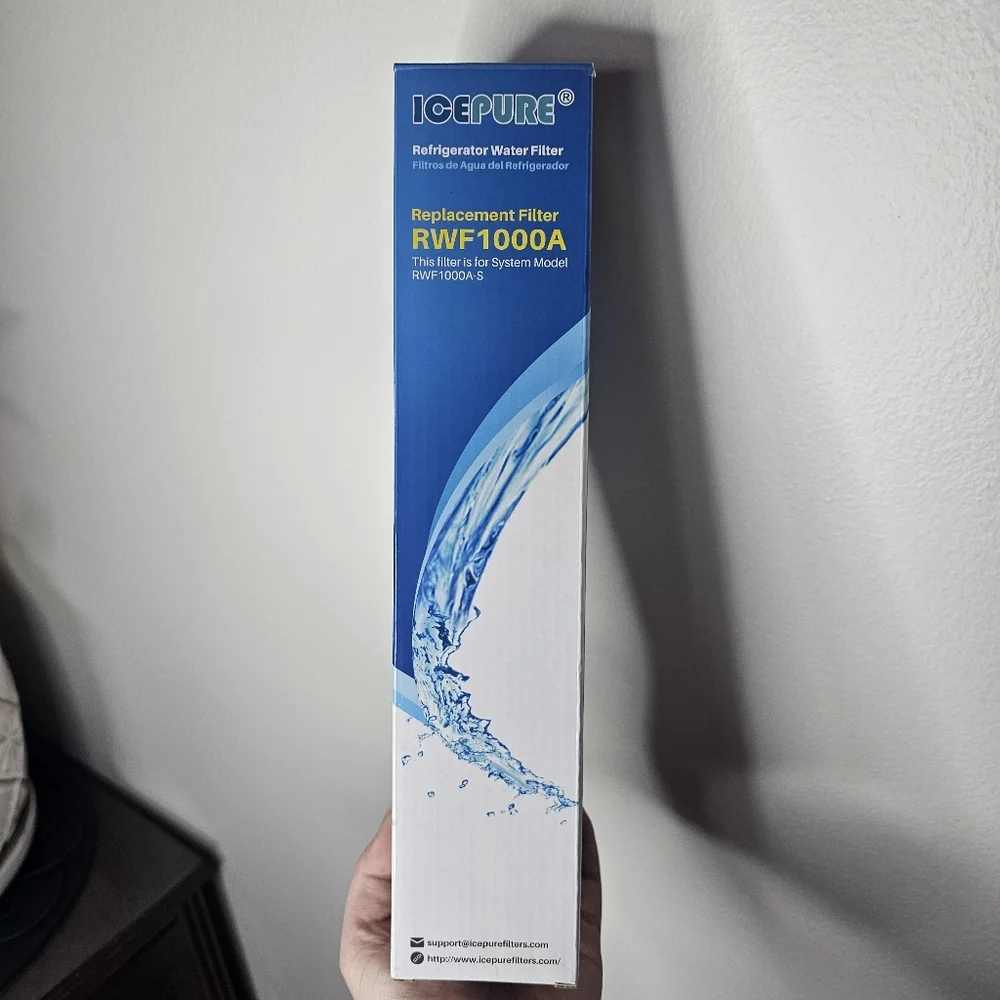 ICEPURE®
Refrigerator Water Filter
Filtros de Agua del Refrigerador
Replacement Filter
RWF1000A
This filter is for System Model
RWF1000A-S
support@icepurefilters.com
http://www.icepurefilters.com/